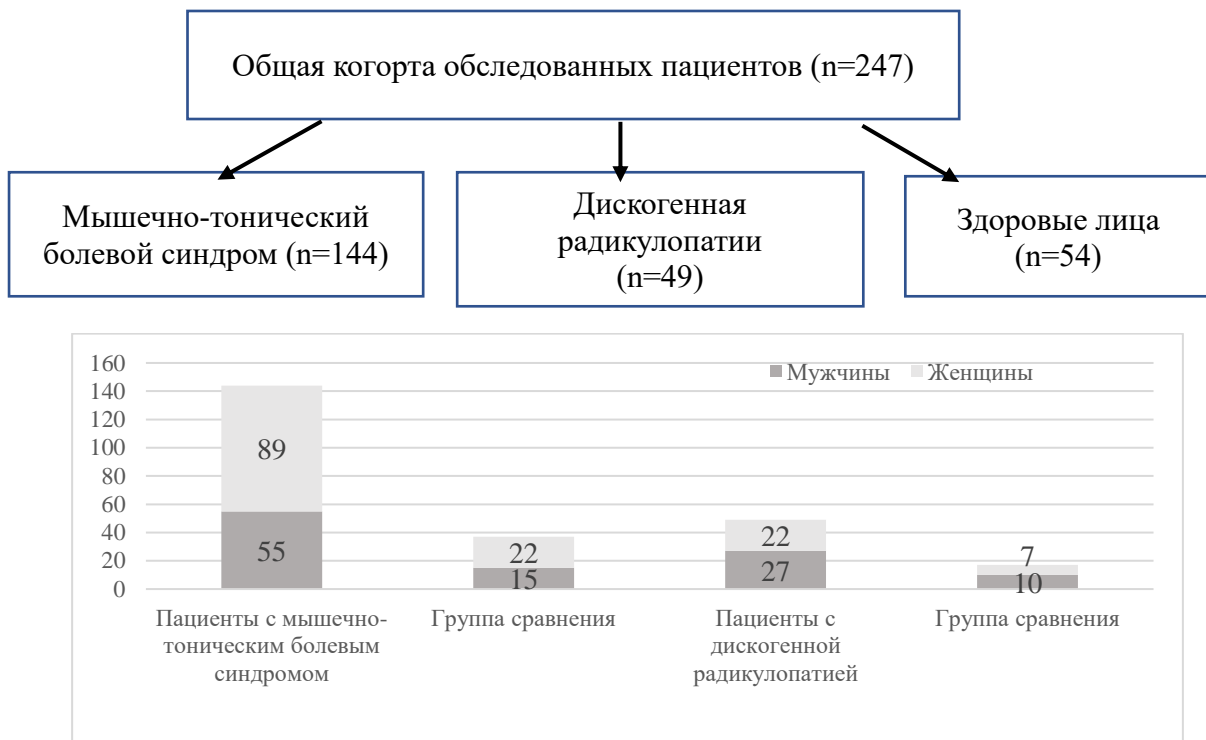 Общая когорта обследованных пациентов (n=247)
Мышечно-тонический
болевой синдром (n=144)
Дискогенная
радикулопатии
(n=49)
Здоровые лица
(n=54)
160
140
120
100
80
60
40
20
0
Мужчины Женщины
89
55
22
15
22
27
7
10
Пациенты с мышечно-
тоническим болевым
синдромом
Группа сравнения
Пациенты с
дискогенной
радикулопатией
Группа сравнения